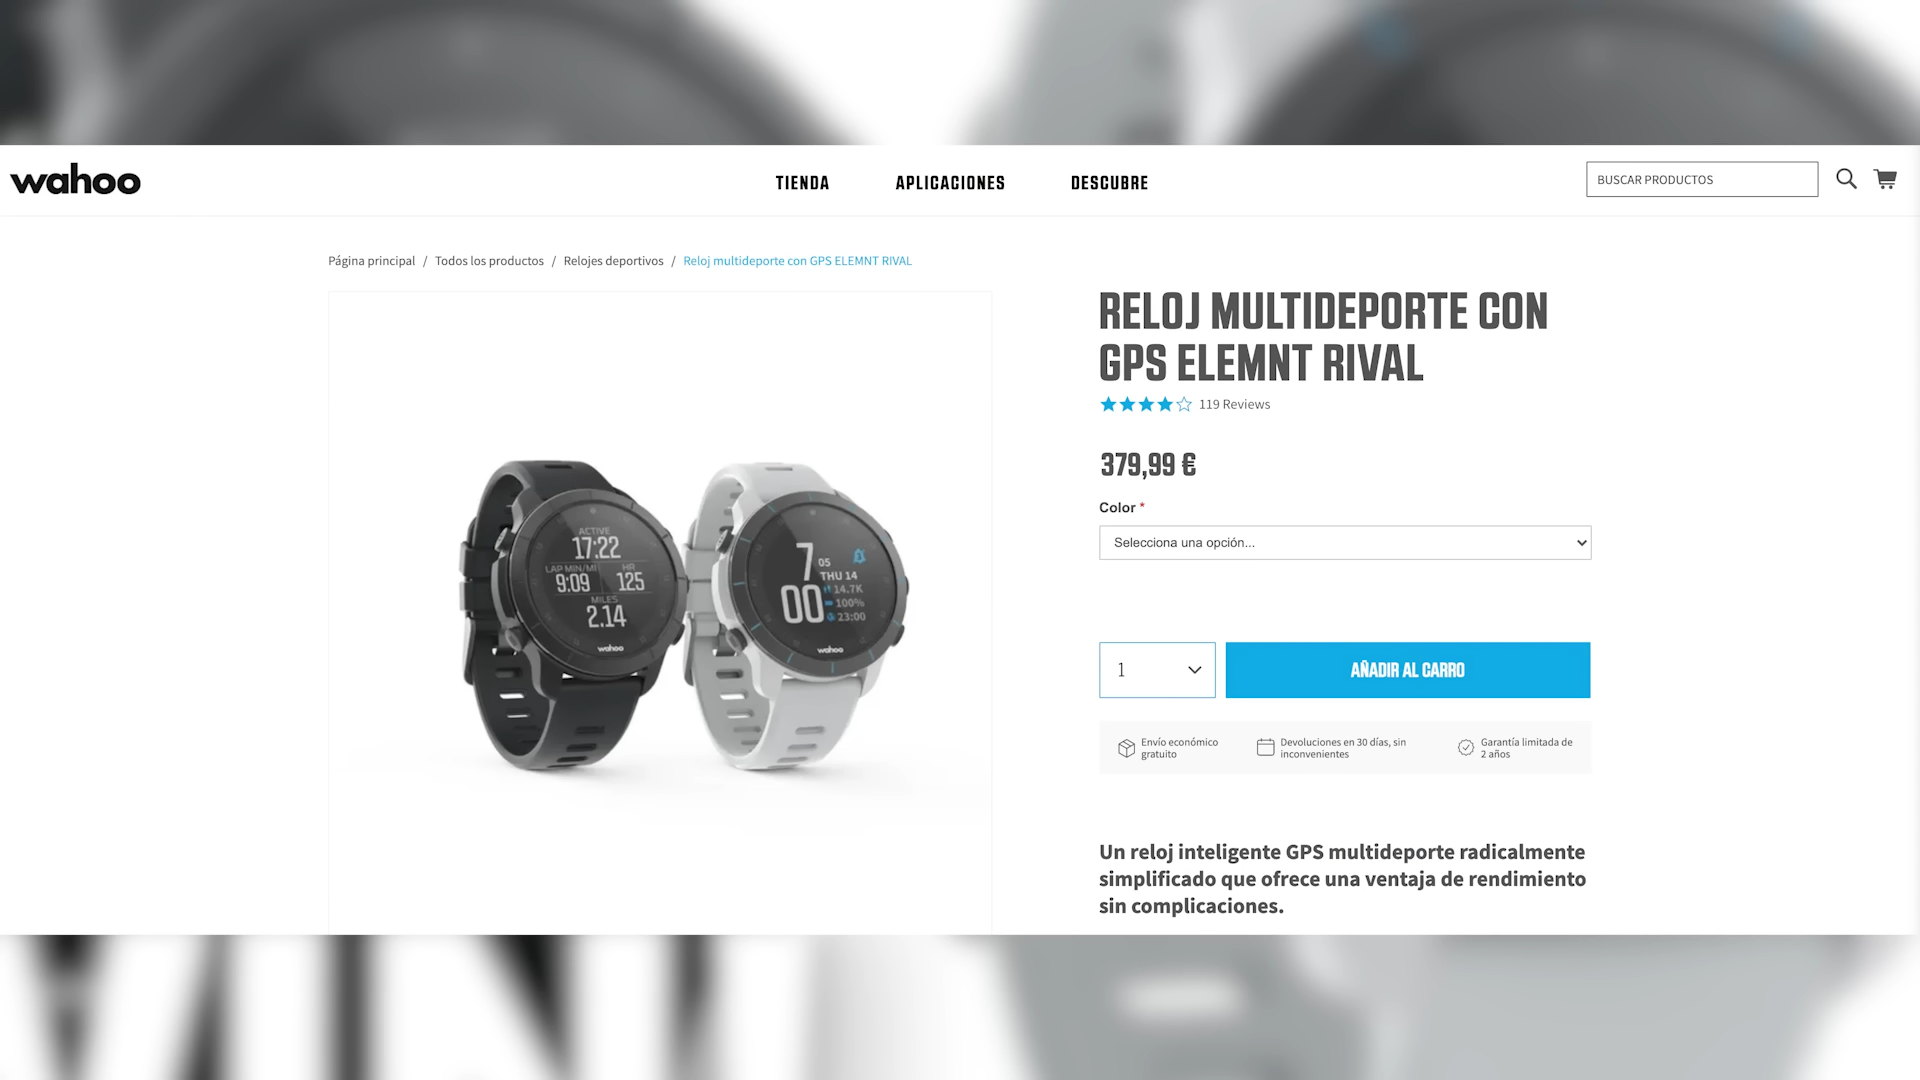 wahoo
TIENDA
APLICACIONES
DESCUBRE
BUSCAR PRODUCTOS
Página principal / Todos los productos / Relojes deportivos / Reloj multideporte con GPS ELEMNT RIVAL
RELOJ MULTIDEPORTE CON
GPS ELEMNT RIVAL
119 Reviews
379,99 €
Color *
Selecciona una opción...
1
AÑADIR AL CARRO
Envío económico
gratuito
Devoluciones en 30 días, sin
inconvenientes
Garantía limitada de
2 años
Un reloj inteligente GPS multideporte radicalmente
simplificado que ofrece una ventaja de rendimiento
sin complicaciones.
ACTIVE
17:22
LAP MIN/MI HR
9:09 125
MILES
2.14
wahoo
7 05
THU 14
00 14.7K
100%
23:00
wahoo